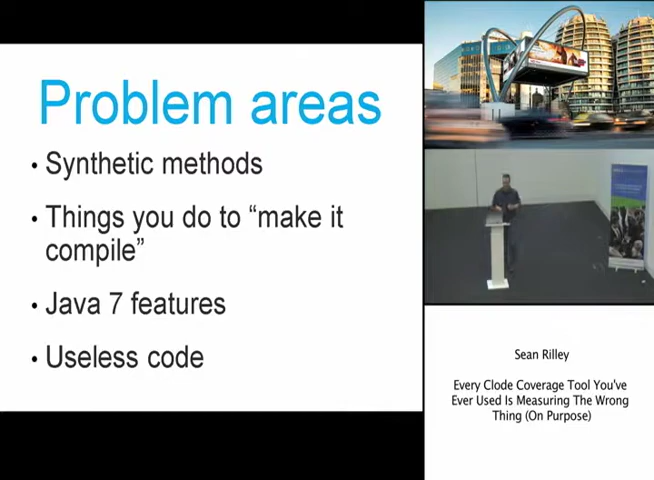 Problem areas
• Synthetic methods
• Things you do to “make it
compile”
• Java 7 features
• Useless code
Sean Rilley
Every Clode Coverage Tool You've
Ever Used Is Measuring The Wrong
Thing (On Purpose)